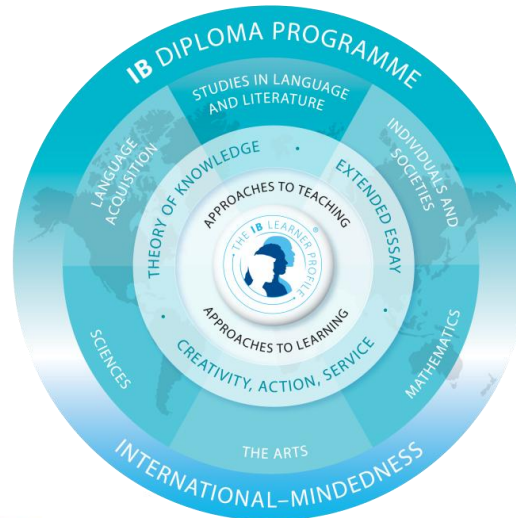 IB DIPLOMA PROGRAMME
STUDIES IN LANGUAGE
AND LITERATURE
LANGUAGE
ACQUISITION
INDIVIDUALS AND
SOCIETIES
THEORY OF KNOWLEDGE
EXTENDED ESSAY
APPROACHES TO TEACHING
THE IB LEARNER PROFILE ®
APPROACHES TO LEARNING
CREATIVITY, ACTION, SERVICE
SCIENCES
MATHEMATICS
THE ARTS
INTERNATIONAL–MINDEDNESS